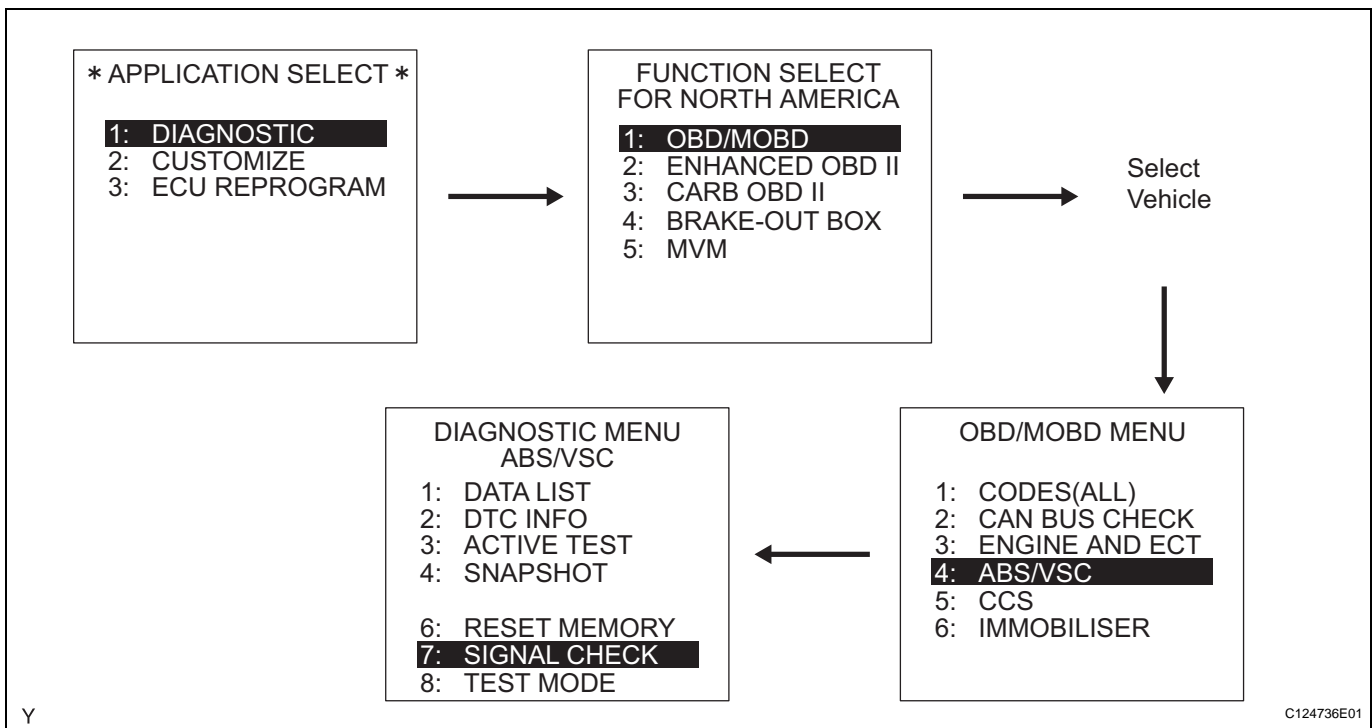 * APPLICATION SELECT *
1: DIAGNOSTIC
2: CUSTOMIZE
3: ECU REPROGRAM
FUNCTION SELECT
FOR NORTH AMERICA
1: OBD/MOBD
2: ENHANCED OBD II
3: CARB OBD II
4: BRAKE-OUT BOX
5: MVM
Select
Vehicle
OBD/MOBD MENU
1: CODES(ALL)
2: CAN BUS CHECK
3: ENGINE AND ECT
4: ABS/VSC
5: CCS
6: IMMOBILISER
DIAGNOSTIC MENU
ABS/VSC
1: DATA LIST
2: DTC INFO
3: ACTIVE TEST
4: SNAPSHOT
6: RESET MEMORY
7: SIGNAL CHECK
8: TEST MODE
Y
C124736E01